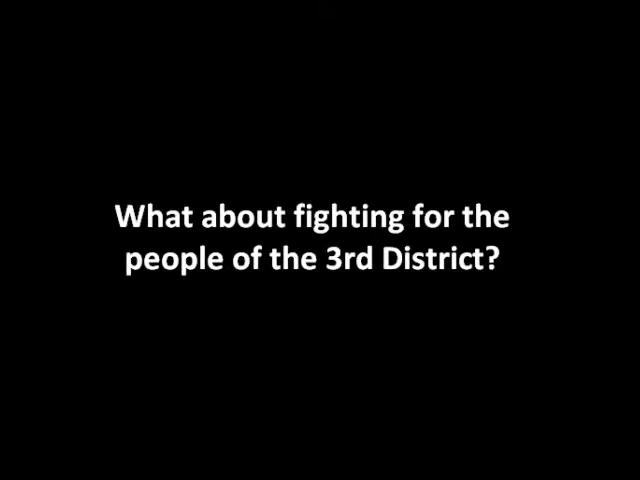 What about fighting for the
people of the 3rd District?